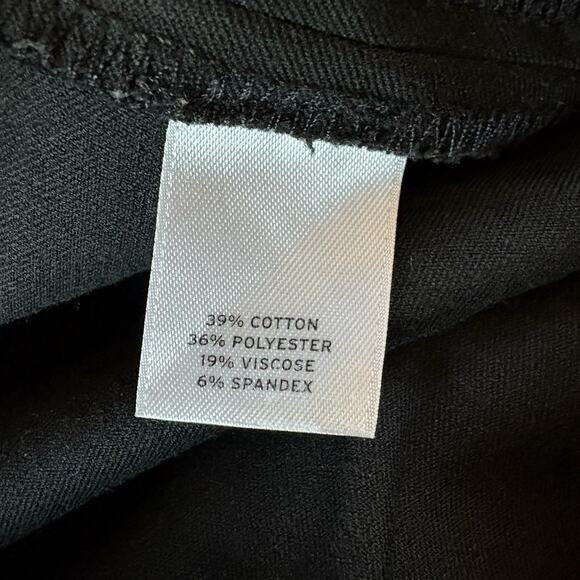 39% COTTON
36% POLYESTER
19% VISCOSE
6% SPANDEX